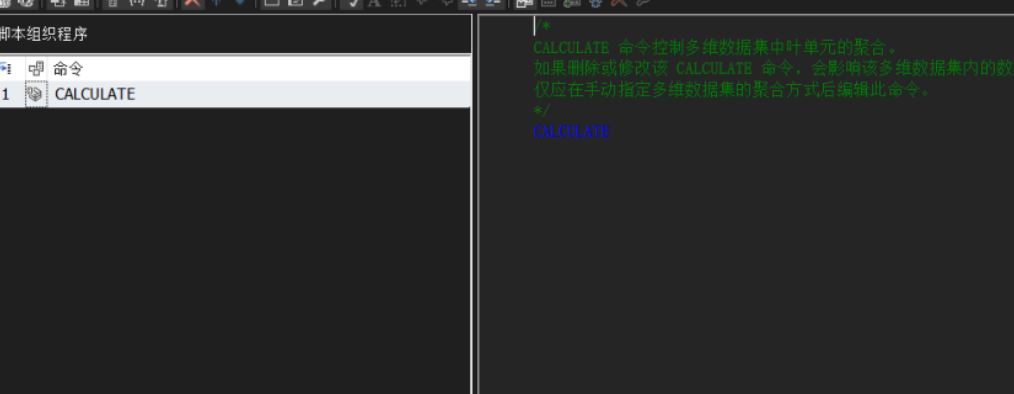 脚本组织程序
命令
1 CALCULATE
/*
CALCULATE 命令控制多维数据集中叶单元的聚合。
如果删除或修改该 CALCULATE 命令，会影响该多维数据集内的数
仅应在手动指定多维数据集的聚合方式后编辑此命令。
*/
CALCULATE